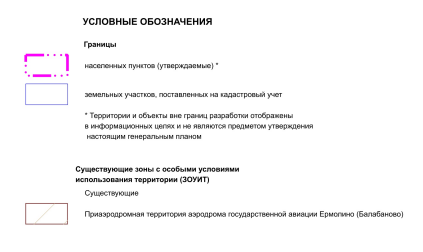 УСЛОВНЫЕ ОБОЗНАЧЕНИЯ
Границы
населенных пунктов (утверждаемые) *
земельных участков, поставленных на кадастровый учет
* Территории и объекты вне границ разработки отображены
в информационных целях и не являются предметом утверждения
настоящим генеральным планом
Существующие зоны с особыми условиями
использования территории (ЗОУИТ)
Существующие
Приаэродромная территория аэродрома государственной авиации Ермолино (Балабаново)